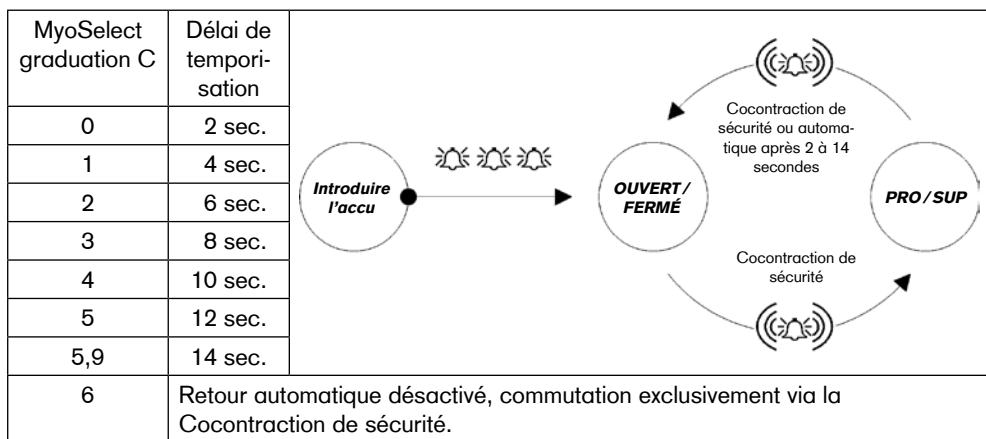 MyoSelect
graduation C
Délai de
tempori-
sation
0
2 sec.
1
4 sec.
2
6 sec.
3
8 sec.
4
10 sec.
5
12 sec.
5,9
14 sec.
6
Retour automatique désactivé, commutation exclusivement via la
Cocontraction de sécurité.
Introduire
l'accu
OUVERT /
FERMÉ
Cocontraction de
sécurité ou automa-
tique après 2 à 14
secondes
PRO / SUP
Cocontraction de
sécurité